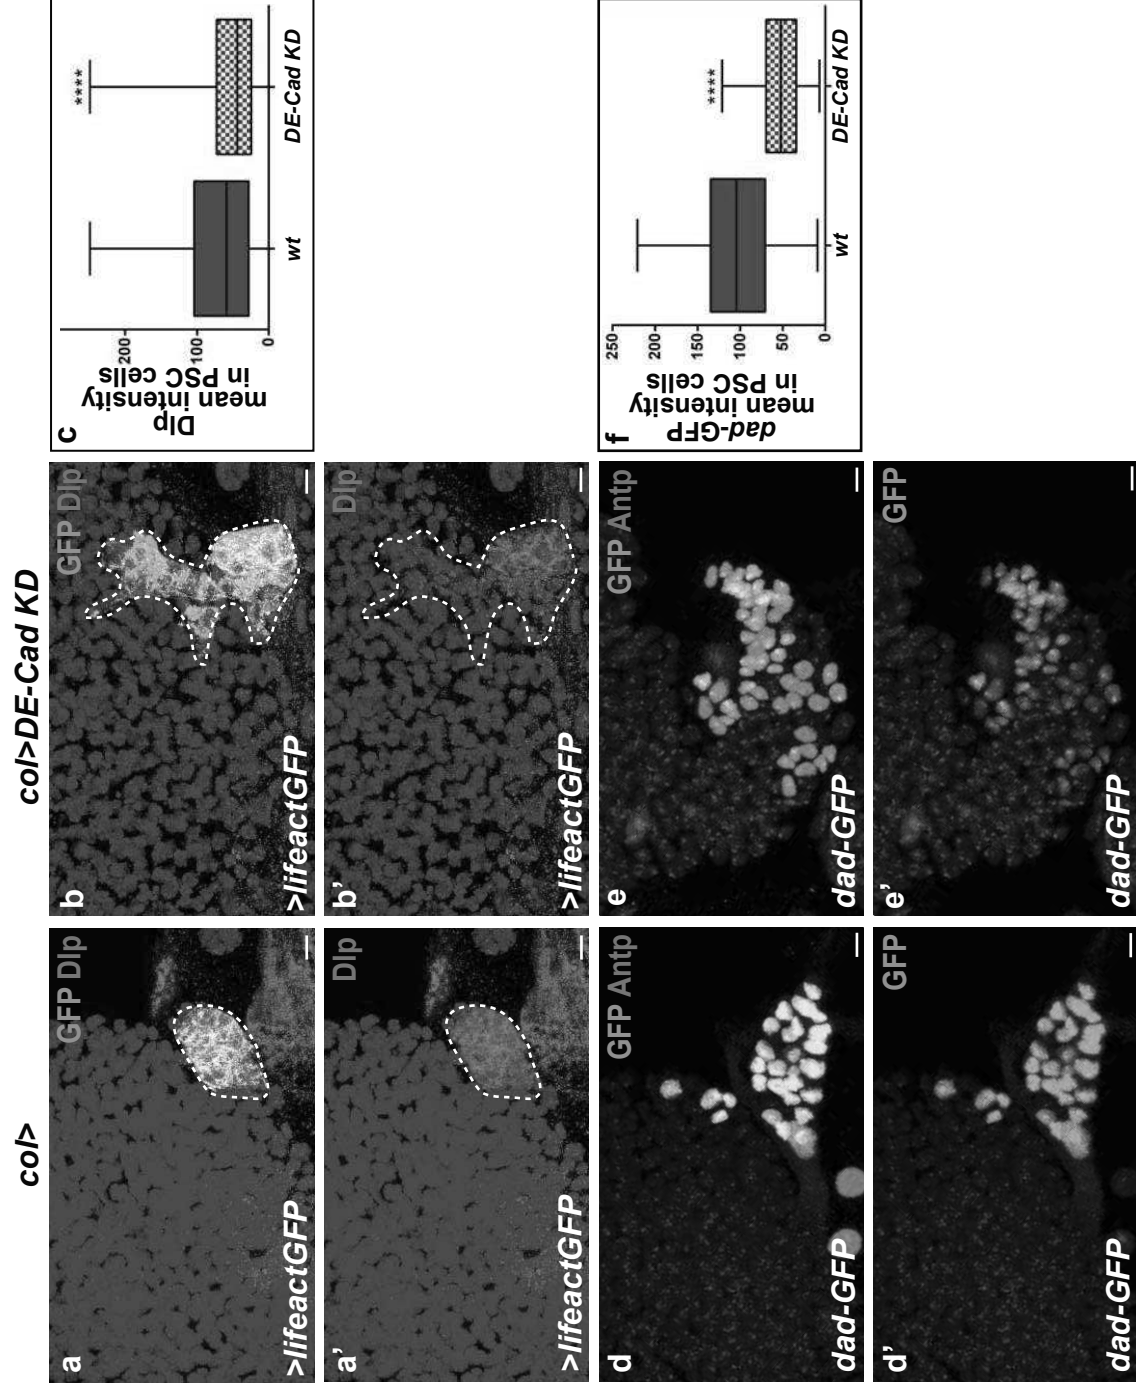 col>
col>DE-Cad KD
a
GFP Dlp
>lifeactGFP
b
GFP Dlp
>lifeactGFP
c
Dlp
mean intensity
in PSC cells
200
100
0
****
wt
DE-Cad KD
a'
Dlp
>lifeactGFP
b'
Dlp
>lifeactGFP
d
GFP Antp
dad-GFP
e
GFP Antp
dad-GFP
f
dad-GFP
mean intensity
in PSC cells
250
200
150
100
50
0
****
wt
DE-Cad KD
d'
GFP
dad-GFP
e'
GFP
dad-GFP